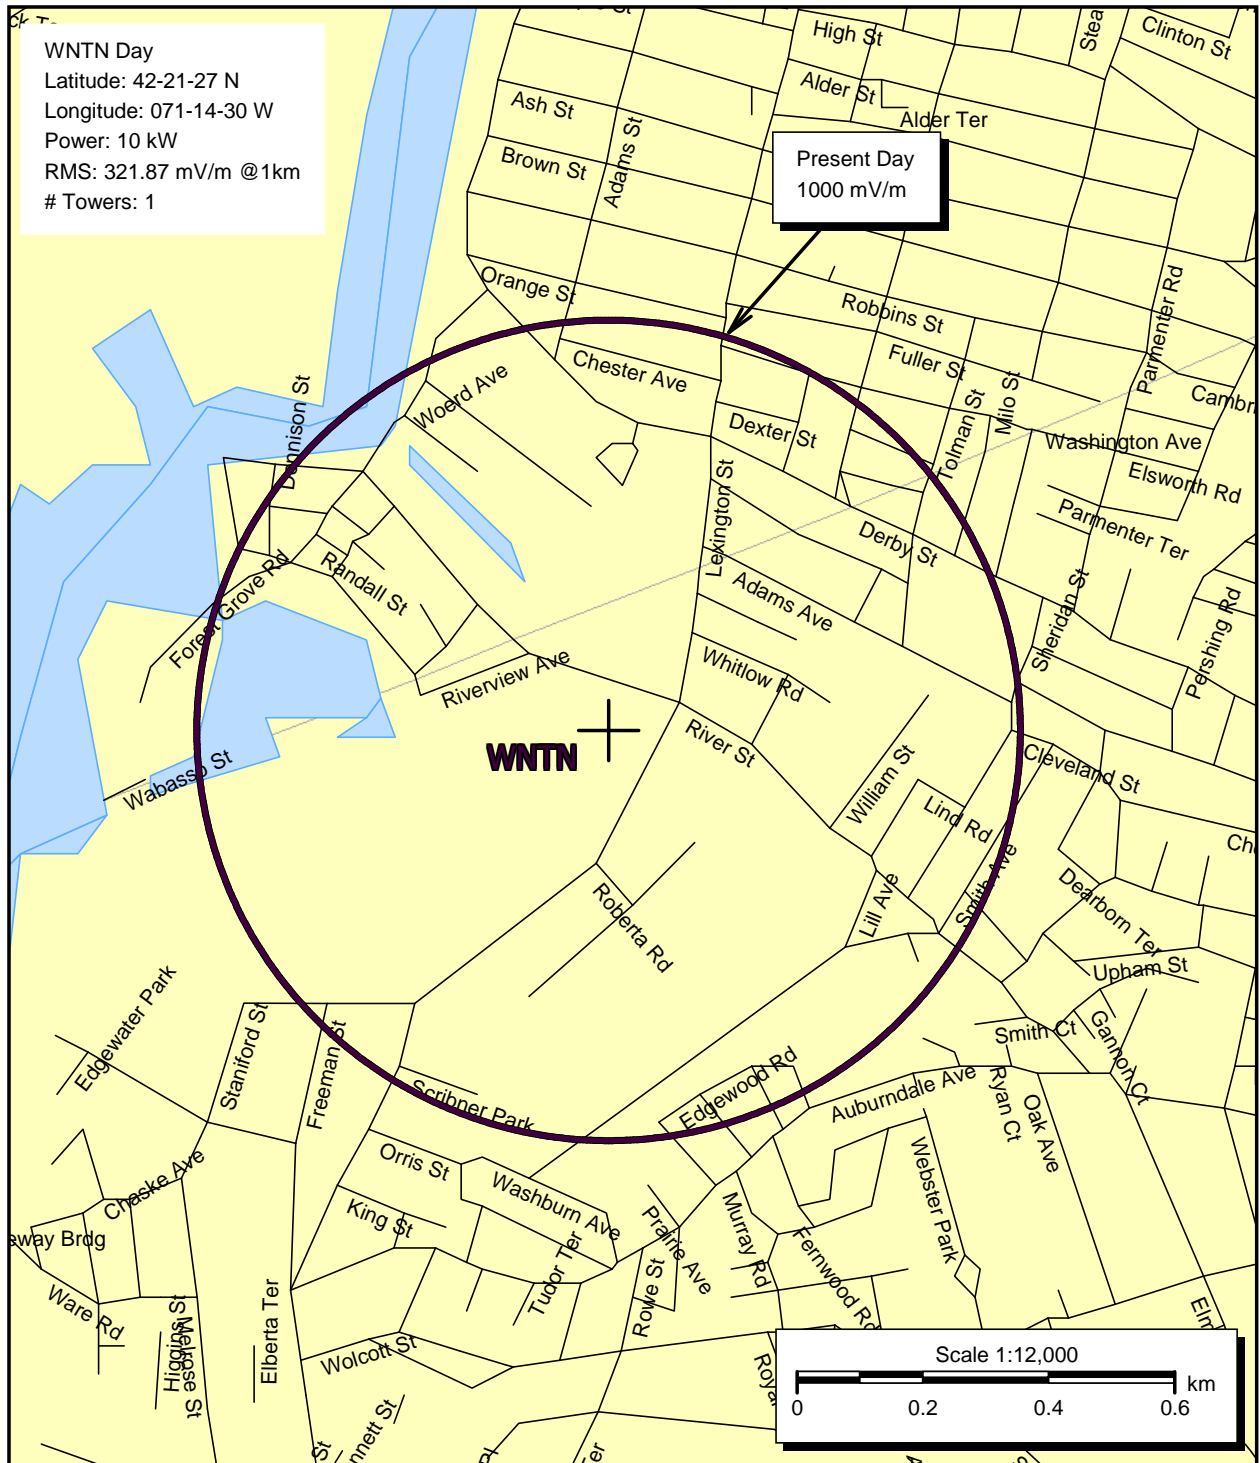 WNTN Day
Latitude: 42-21-27 N
Longitude: 071-14-30 W
Power: 10 kW
RMS: 321.87 mV/m @1km
# Towers: 1
High St
Clinton St
Alder St
Alder Ter
Ash St
Adams St
Brown St
Present Day
1000 mV/m
Orange St
Robbins St
Parmenter Rd
Fuller St
Chester Ave
Woerd Ave
Dennison St
Milo St
Tolman St
Dexter St
Washington Ave
Elsworth Rd
Parmenter Ter
Lexington St
Derby St
Randall St
Forest Grove Rd
Adams Ave
Sheridan St
Pershing Rd
Riverview Ave
Whitlow Rd
River St
WNTN
Wabasso St
William St
Cleveland St
Lind Rd
Smith Ave
Lill Ave
Roberta Rd
Dearborn Ter
Upham St
Edgewater Park
Staniford St
Freeman St
Smith Ct
Gannon Ct
Scribner Park
Edgewood Rd
Auburndale Ave
Ryan Ct
Oak Ave
Orris St
Washburn Ave
Webster Park
Chaske Ave
King St
Prairie Ave
Murray Rd
Fernwood Rd
eway Brdg
Tudor Ter
Rowe St
Ware Rd
Higgins St
Melrose St
Elberta Ter
Wolcott St
Elm
Scale 1:12,000
km
0 0.2 0.4 0.6
nnett St
St
Pl